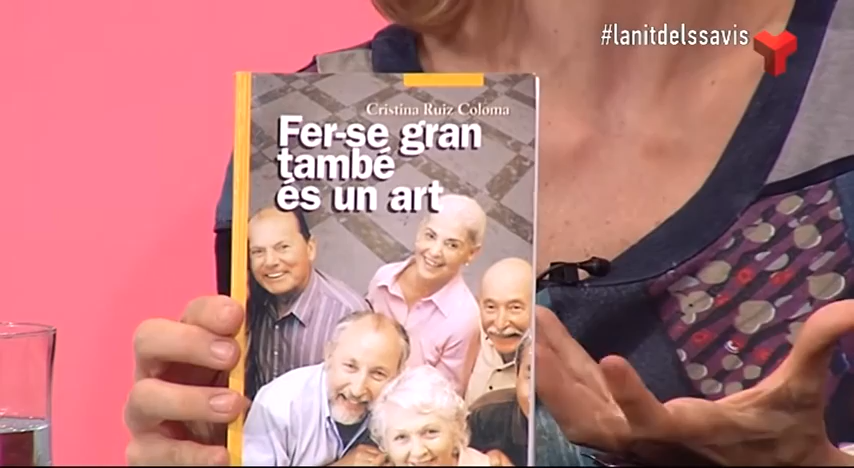 #lanitdelssavis
Cristina Ruiz Coloma
Fer-se gran
també
és un art